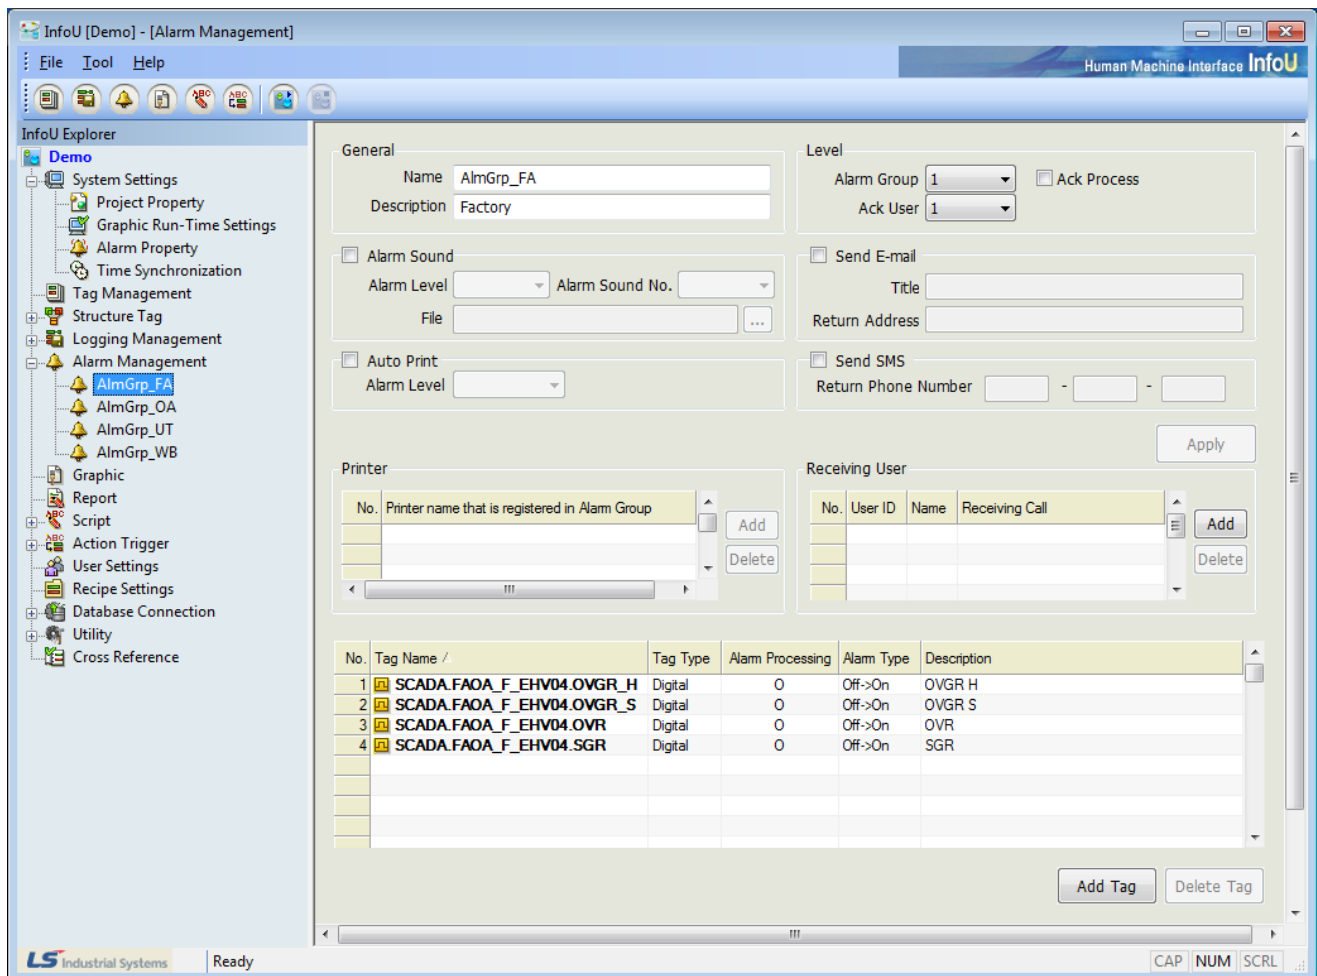 InfoU [Demo] - [Alarm Management]
File Tool Help
Human Machine Interface InfoU
InfoU Explorer
Demo
System Settings
Project Property
Graphic Run-Time Settings
Alarm Property
Time Synchronization
Tag Management
Structure Tag
Logging Management
Alarm Management
AlmGrp_FA
AlmGrp_OA
AlmGrp_UT
AlmGrp_WB
Graphic
Report
Script
Action Trigger
User Settings
Recipe Settings
Database Connection
Utility
Cross Reference
General
Name AlmGrp_FA
Description Factory
Level
Alarm Group 1 Ack Process
Ack User 1
Alarm Sound
Alarm Level Alarm Sound No.
File ...
Send E-mail
Title
Return Address
Auto Print
Alarm Level
Send SMS
Return Phone Number - -
Apply
Printer
No. Printer name that is registered in Alarm Group
Add
Delete
Receiving User
No. User ID Name Receiving Call
Add
Delete
No. Tag Name Tag Type Alarm Processing Alarm Type Description
1 SCADA.FAOA_F_EHV04.OVGR_H Digital O Off->On OVGR H
2 SCADA.FAOA_F_EHV04.OVGR_S Digital O Off->On OVGR S
3 SCADA.FAOA_F_EHV04.OVR Digital O Off->On OVR
4 SCADA.FAOA_F_EHV04.SGR Digital O Off->On SGR
Add Tag Delete Tag
LS Industrial Systems Ready CAP NUM SCRL